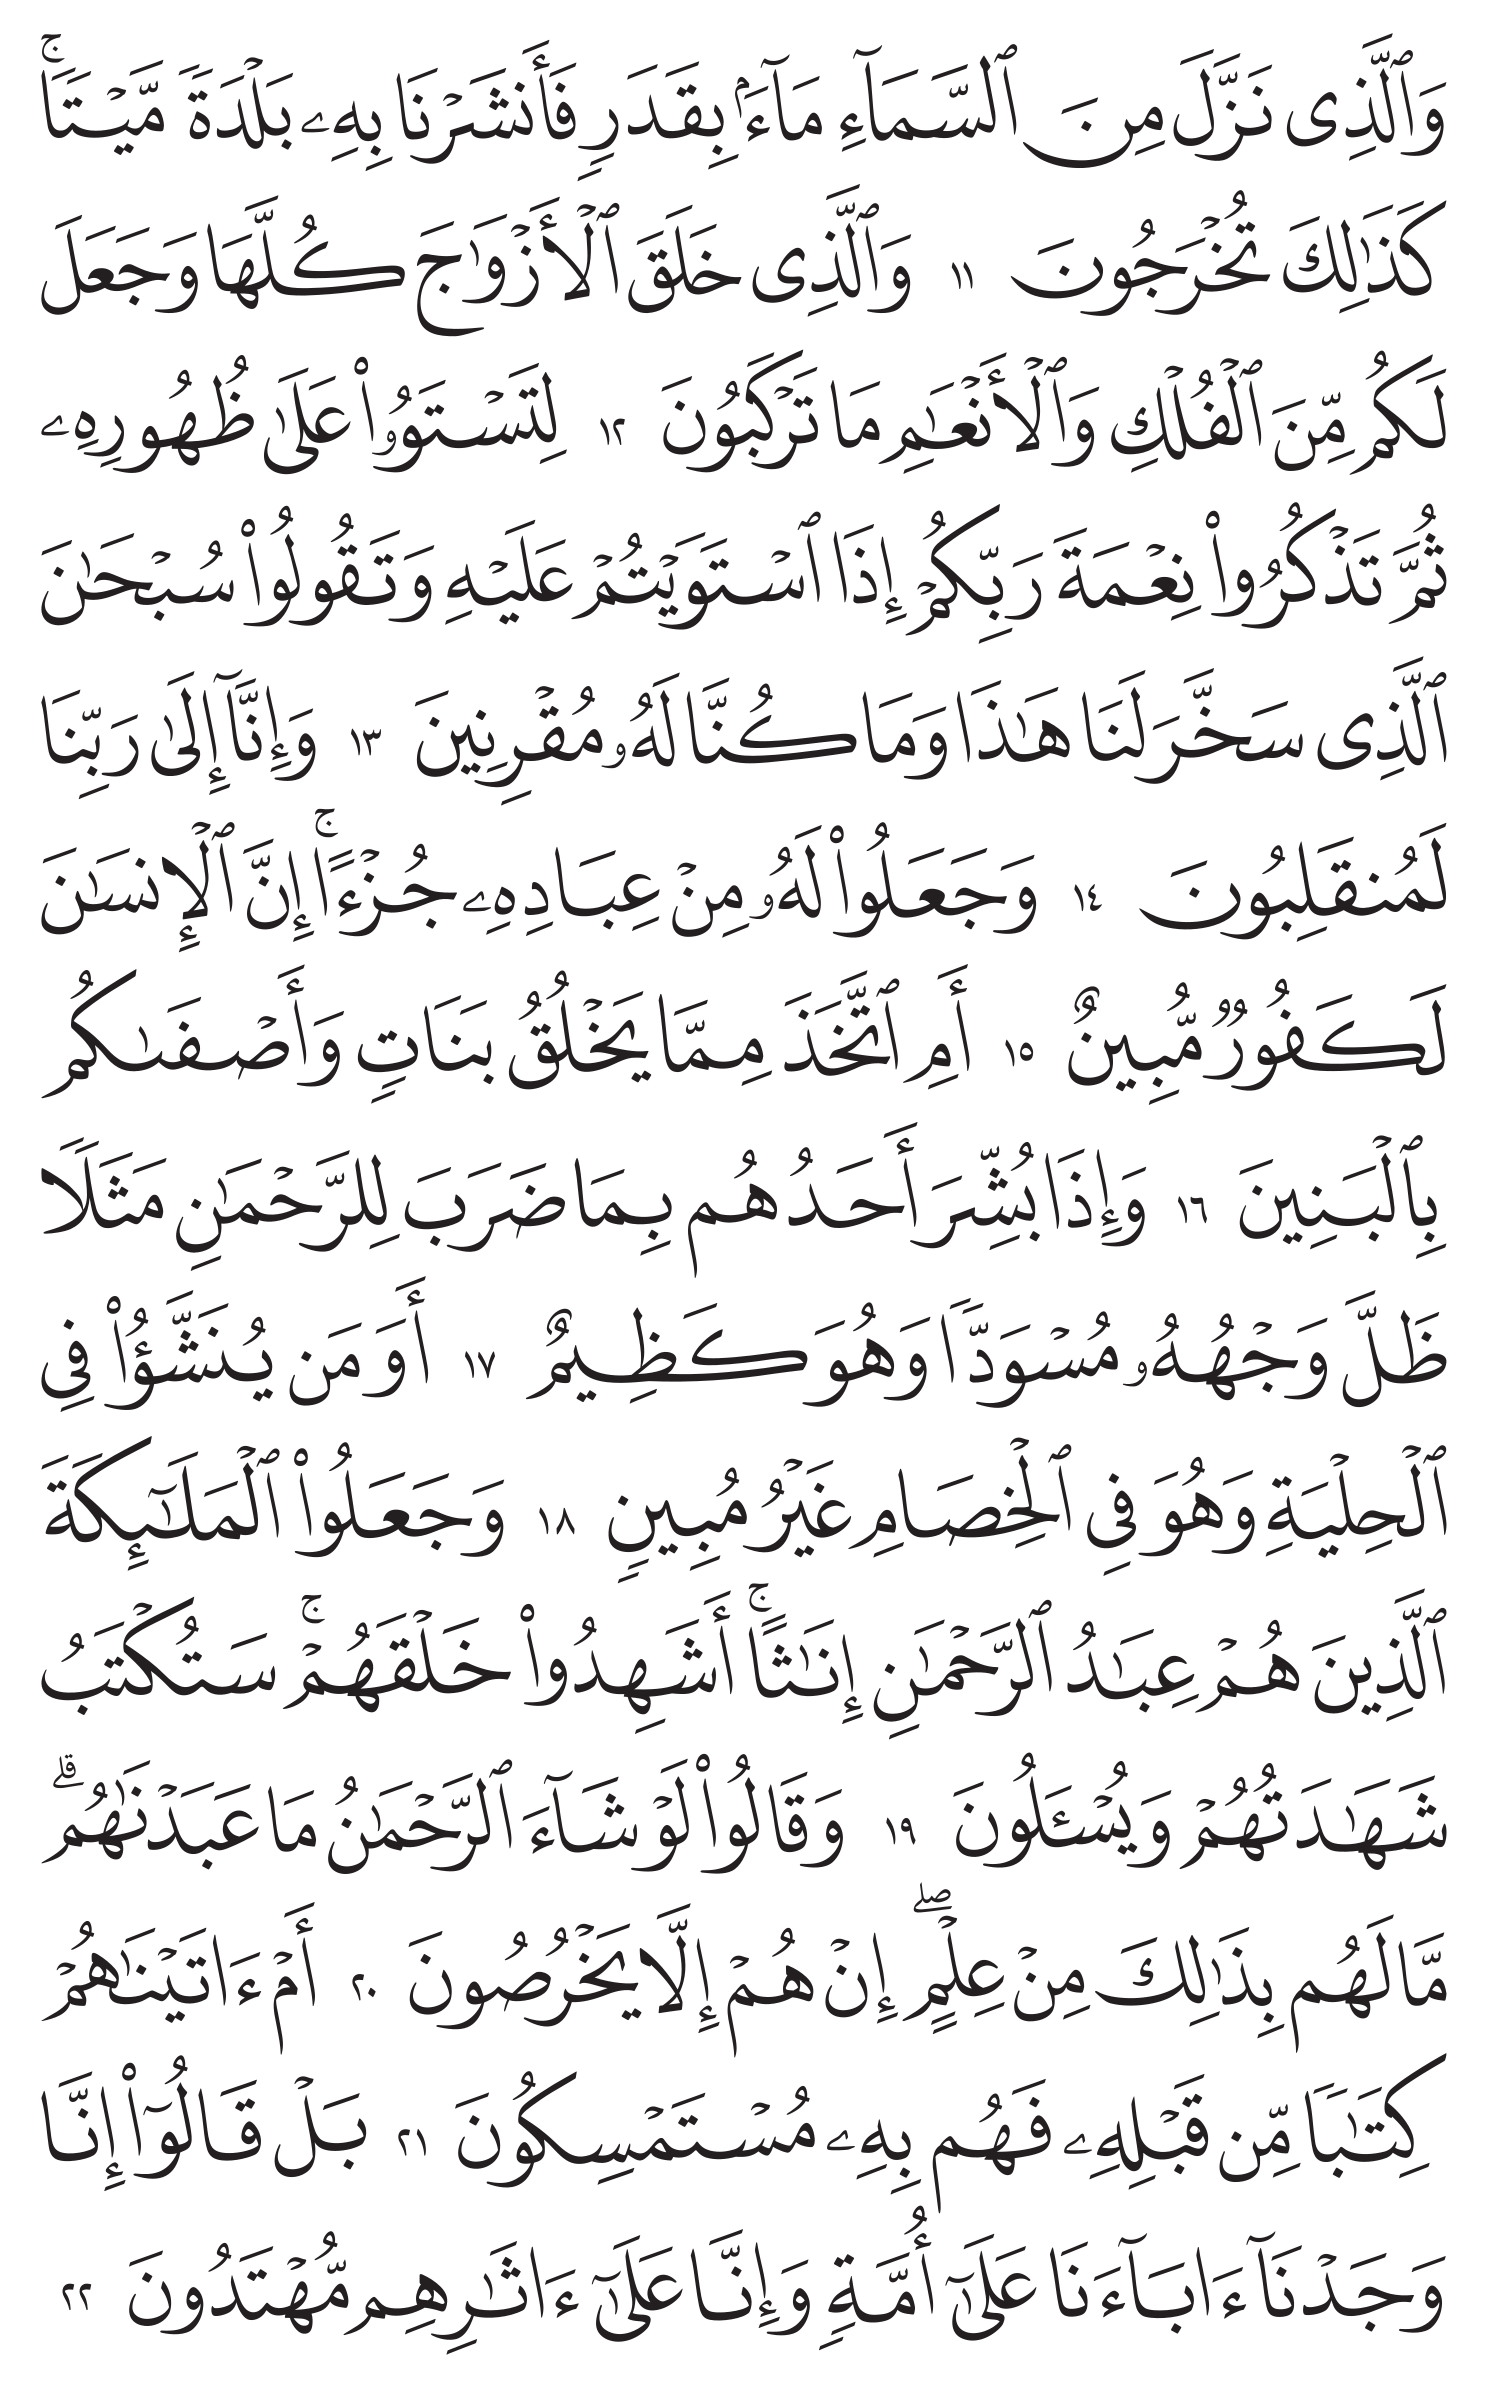 وَٱلَّذِى نَزَّلَ مِنَ ٱلسَّمَآءِ مَآءَۢ بِقَدَرٍ فَأَنشَرْنَا بِهِۦ بَلْدَةً مَّيْتًا ۚ
كَذَٰلِكَ تُخْرَجُونَ ١١ وَٱلَّذِى خَلَقَ ٱلْأَزْوَٰجَ كُلَّهَا وَجَعَلَ
لَكُم مِّنَ ٱلْفُلْكِ وَٱلْأَنْعَٰمِ مَا تَرْكَبُونَ ١٢ لِتَسْتَوُۥا۟ عَلَىٰ ظُهُورِهِۦ
ثُمَّ تَذْكُرُوا۟ نِعْمَةَ رَبِّكُمْ إِذَا ٱسْتَوَيْتُمْ عَلَيْهِ وَتَقُولُوا۟ سُبْحَٰنَ
ٱلَّذِى سَخَّرَ لَنَا هَٰذَا وَمَا كُنَّا لَهُۥ مُقْرِنِينَ ١٣ وَإِنَّآ إِلَىٰ رَبِّنَا
لَمُنقَلِبُونَ ١٤ وَجَعَلُوا۟ لَهُۥ مِنْ عِبَادِهِۦ جُزْءًا ۚ إِنَّ ٱلْإِنسَٰنَ
لَكَفُورٌ مُّبِينٌ ١٥ أَمِ ٱتَّخَذَ مِمَّا يَخْلُقُ بَنَاتٍ وَأَصْفَىٰكُم
بِٱلْبَنِينَ ١٦ وَإِذَا بُشِّرَ أَحَدُهُم بِمَا ضَرَبَ لِلرَّحْمَٰنِ مَثَلًا
ظَلَّ وَجْهُهُۥ مُسْوَدًّا وَهُوَ كَظِيمٌ ١٧ أَوَمَن يُنَشَّؤُا۟ فِى
ٱلْحِلْيَةِ وَهُوَ فِى ٱلْخِصَامِ غَيْرُ مُبِينٍ ١٨ وَجَعَلُوا۟ ٱلْمَلَٰٓئِكَةَ
ٱلَّذِينَ هُمْ عِبَٰدُ ٱلرَّحْمَٰنِ إِنَٰثًا ۚ أَشَهِدُوا۟ خَلْقَهُمْ ۚ سَتُكْتَبُ
شَهَٰدَتُهُمْ وَيُسْـَٔلُونَ ١٩ وَقَالُوا۟ لَوْ شَآءَ ٱلرَّحْمَٰنُ مَا عَبَدْنَٰهُم ۗ
مَّا لَهُم بِذَٰلِكَ مِنْ عِلْمٍ ۖ إِنْ هُمْ إِلَّا يَخْرُصُونَ ٢٠ أَمْ ءَاتَيْنَٰهُمْ
كِتَٰبًا مِّن قَبْلِهِۦ فَهُم بِهِۦ مُسْتَمْسِكُونَ ٢١ بَلْ قَالُوٓا۟ إِنَّا
وَجَدْنَآ ءَابَآءَنَا عَلَىٰٓ أُمَّةٍ وَإِنَّا عَلَىٰٓ ءَاثَٰرِهِم مُّهْتَدُونَ ٢٢